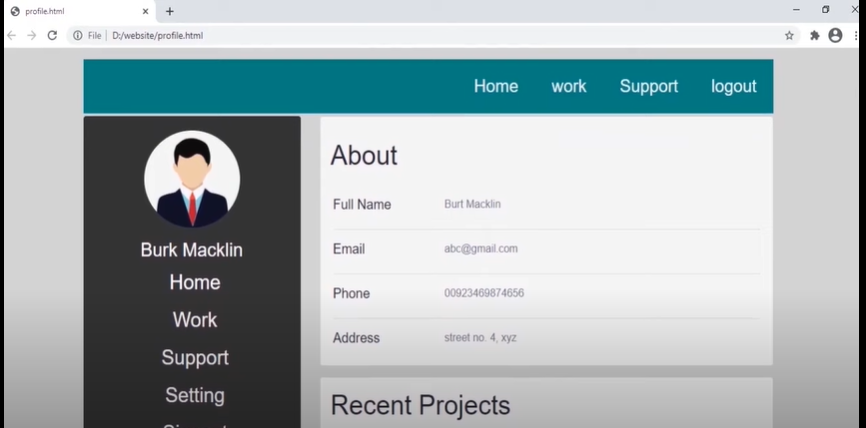 profile.html
File | D:/website/profile.html
Home work Support logout
Burk Macklin
Home
Work
Support
Setting
About
Full Name Burt Macklin
Email abc@gmail.com
Phone 00923469874656
Address street no. 4, xyz
Recent Projects